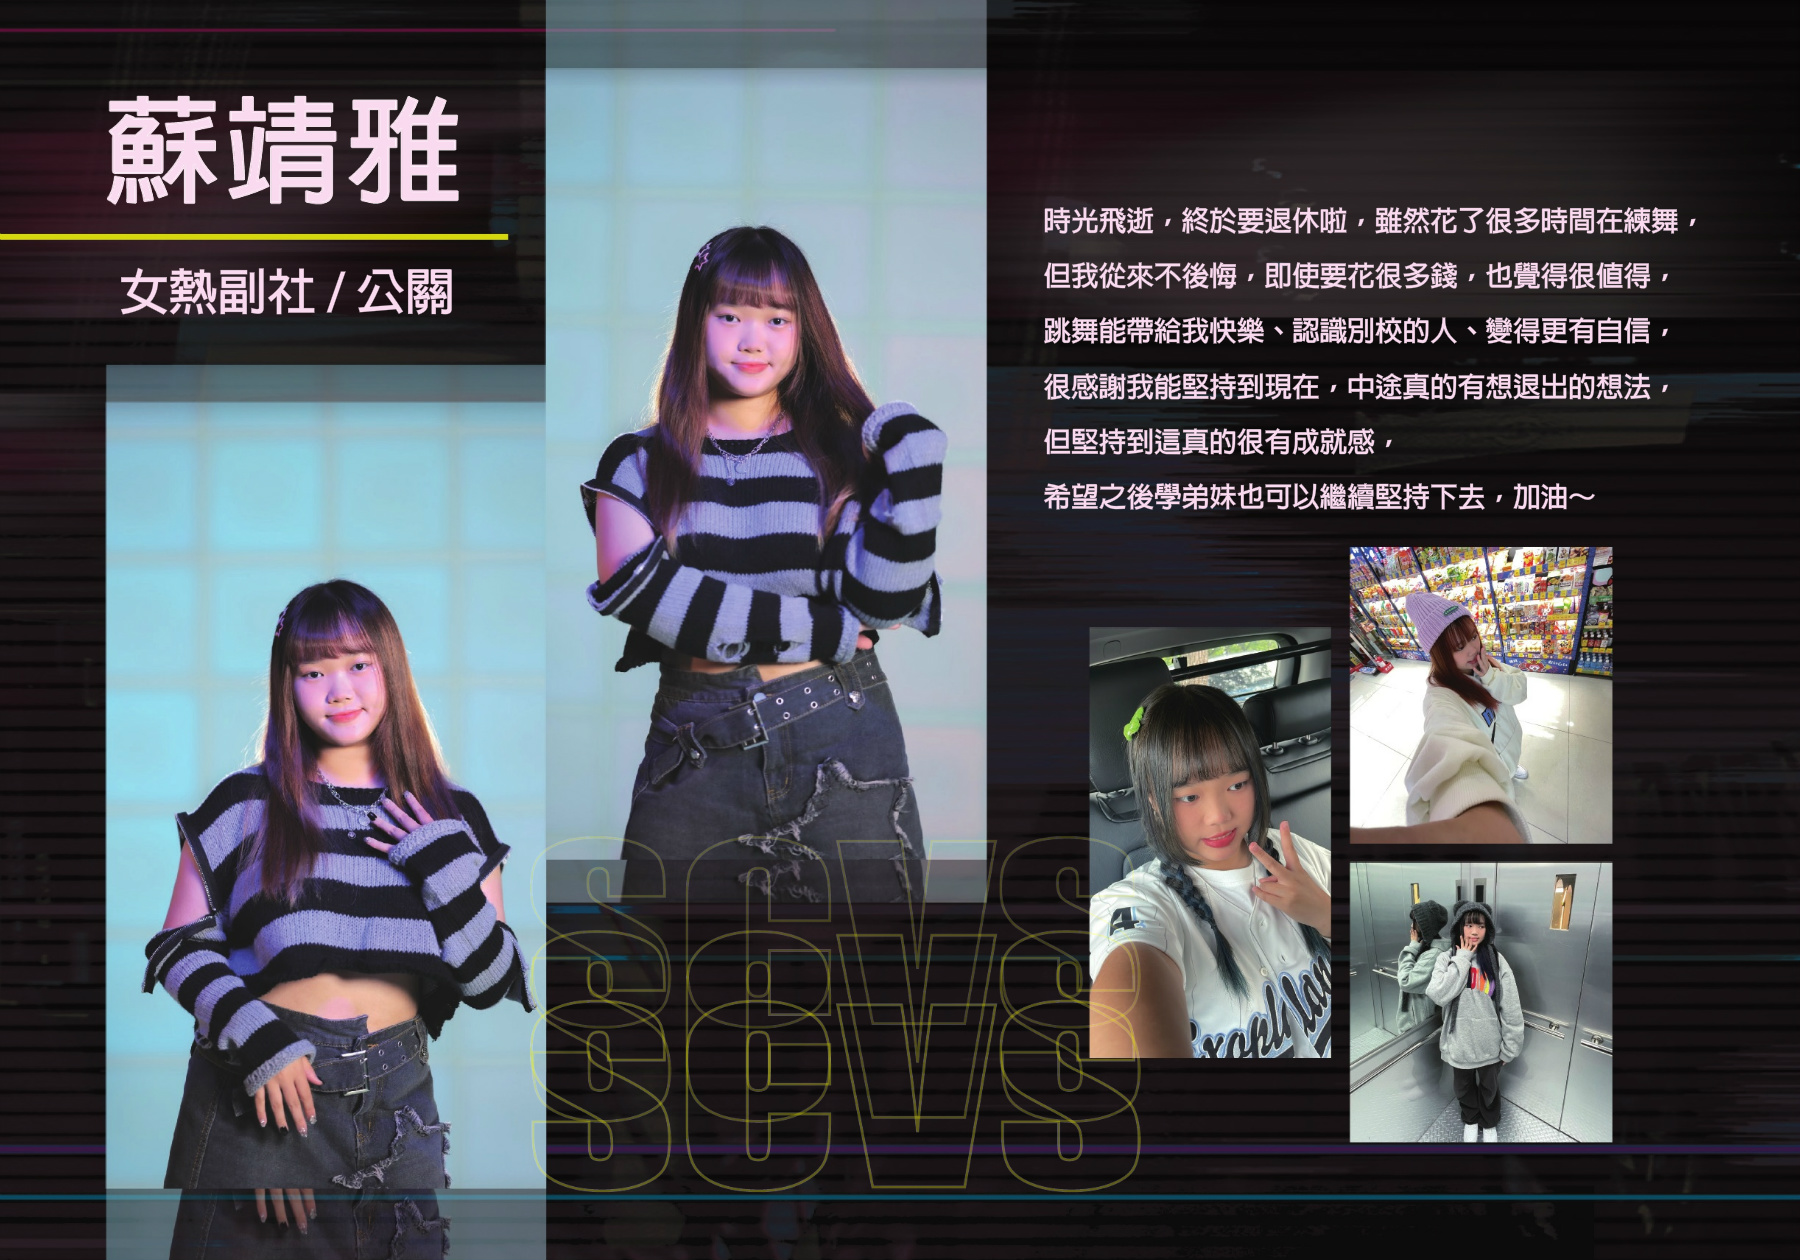 蘇靖雅
女熱副社 / 公關
時光飛逝，終於要退休啦，雖然花了很多時間在練舞，
但我從來不後悔，即使要花很多錢，也覺得很值得，
跳舞能帶給我快樂、認識別校的人、變得更有自信，
很感謝我能堅持到現在，中途真的有想退出的想法，
但堅持到這真的很有成就感，
希望之後學弟妹也可以繼續堅持下去，加油～
4
scvs
scvs
scvs